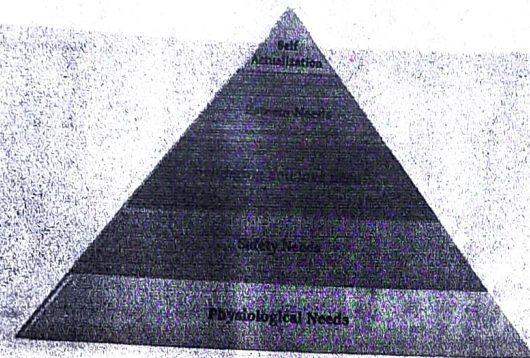 Self
Actualization
Esteem Needs
Safety Needs
Physiological Needs